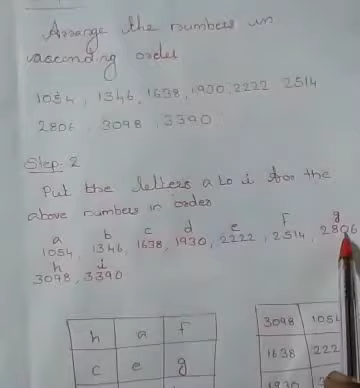 Arrange the numbers in
ascending order
1054, 1346, 1638, 1930, 2222 2514
2806, 3098, 3390
Step: 2
Put the letters a to i for the
above numbers in order
a b c d e f g
1054, 1346, 1638, 1930, 2222, 2514, 2806
h i
3098, 3390
h a f
c e g
3098 1054
1638 222
1930